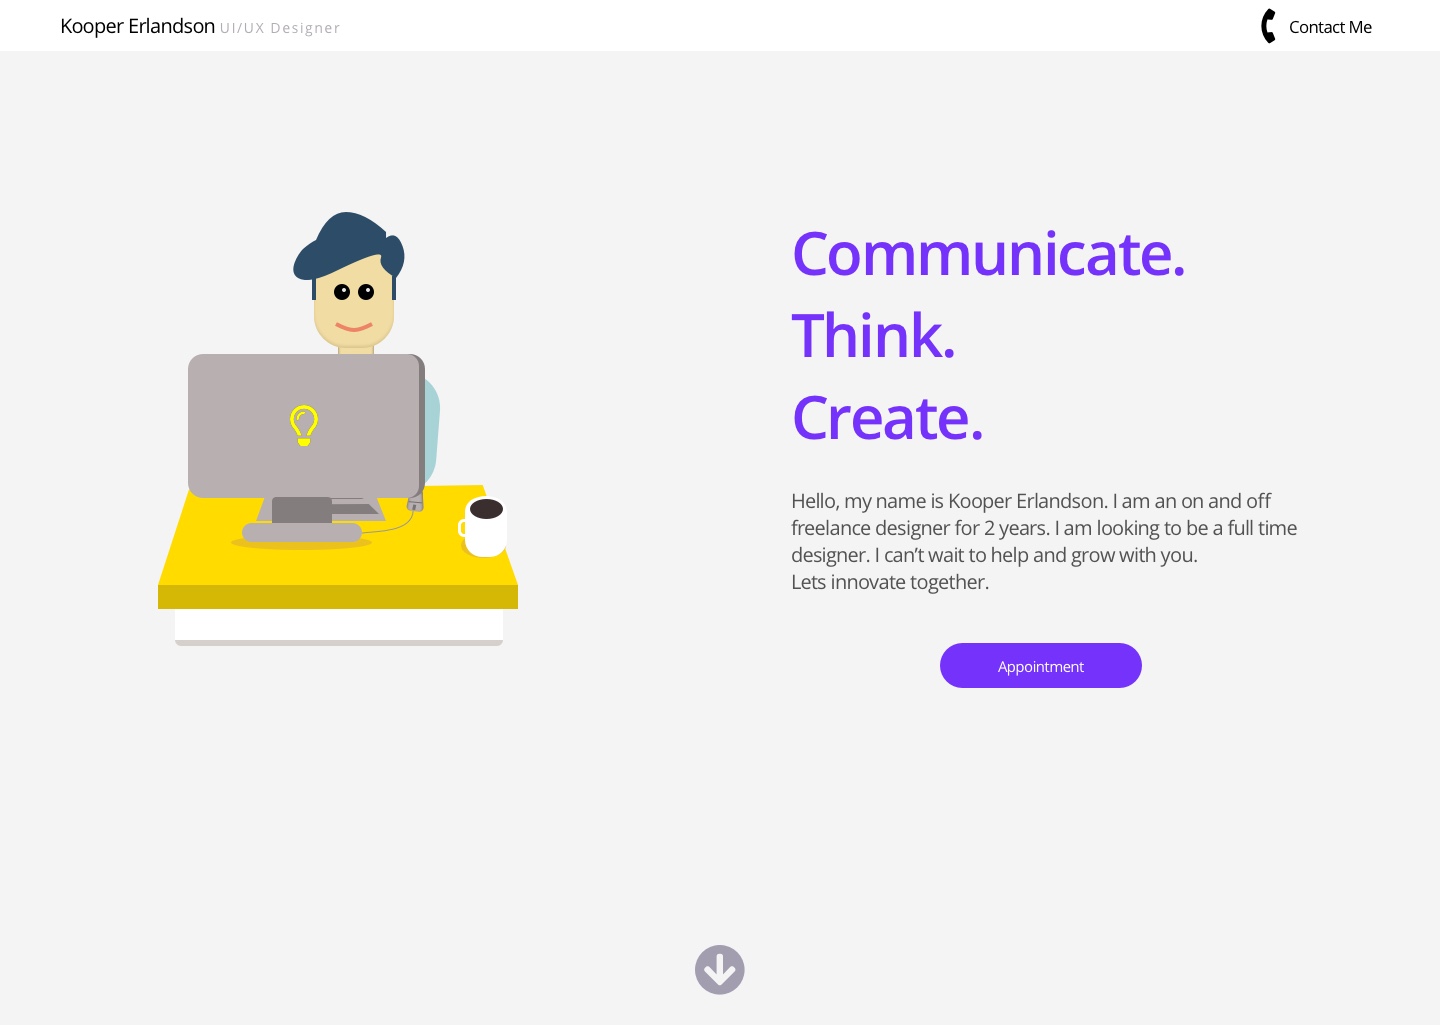 Kooper Erlandson UI/UX Designer
Contact Me
Communicate.
Think.
Create.
Hello, my name is Kooper Erlandson. I am an on and off
freelance designer for 2 years. I am looking to be a full time
designer. I can’t wait to help and grow with you.
Lets innovate together.
Appointment